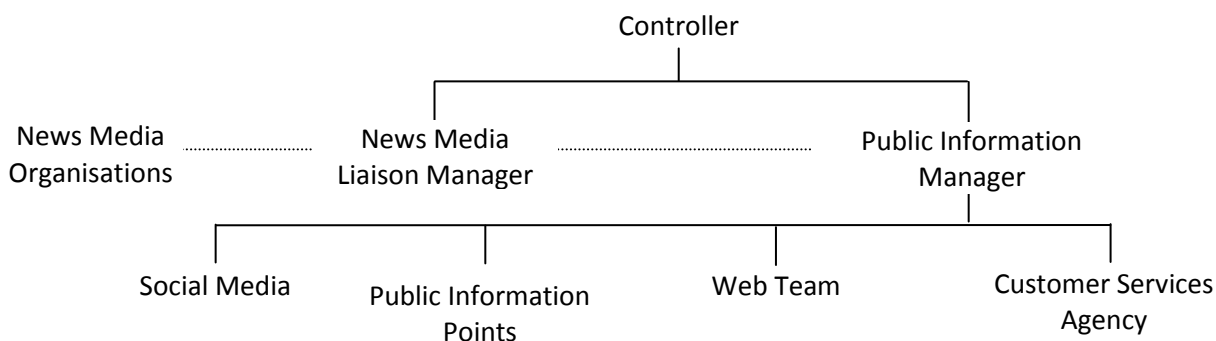 Controller
News Media
Organisations
News Media
Liaison Manager
Public Information
Manager
Social Media
Public Information
Points
Web Team
Customer Services
Agency